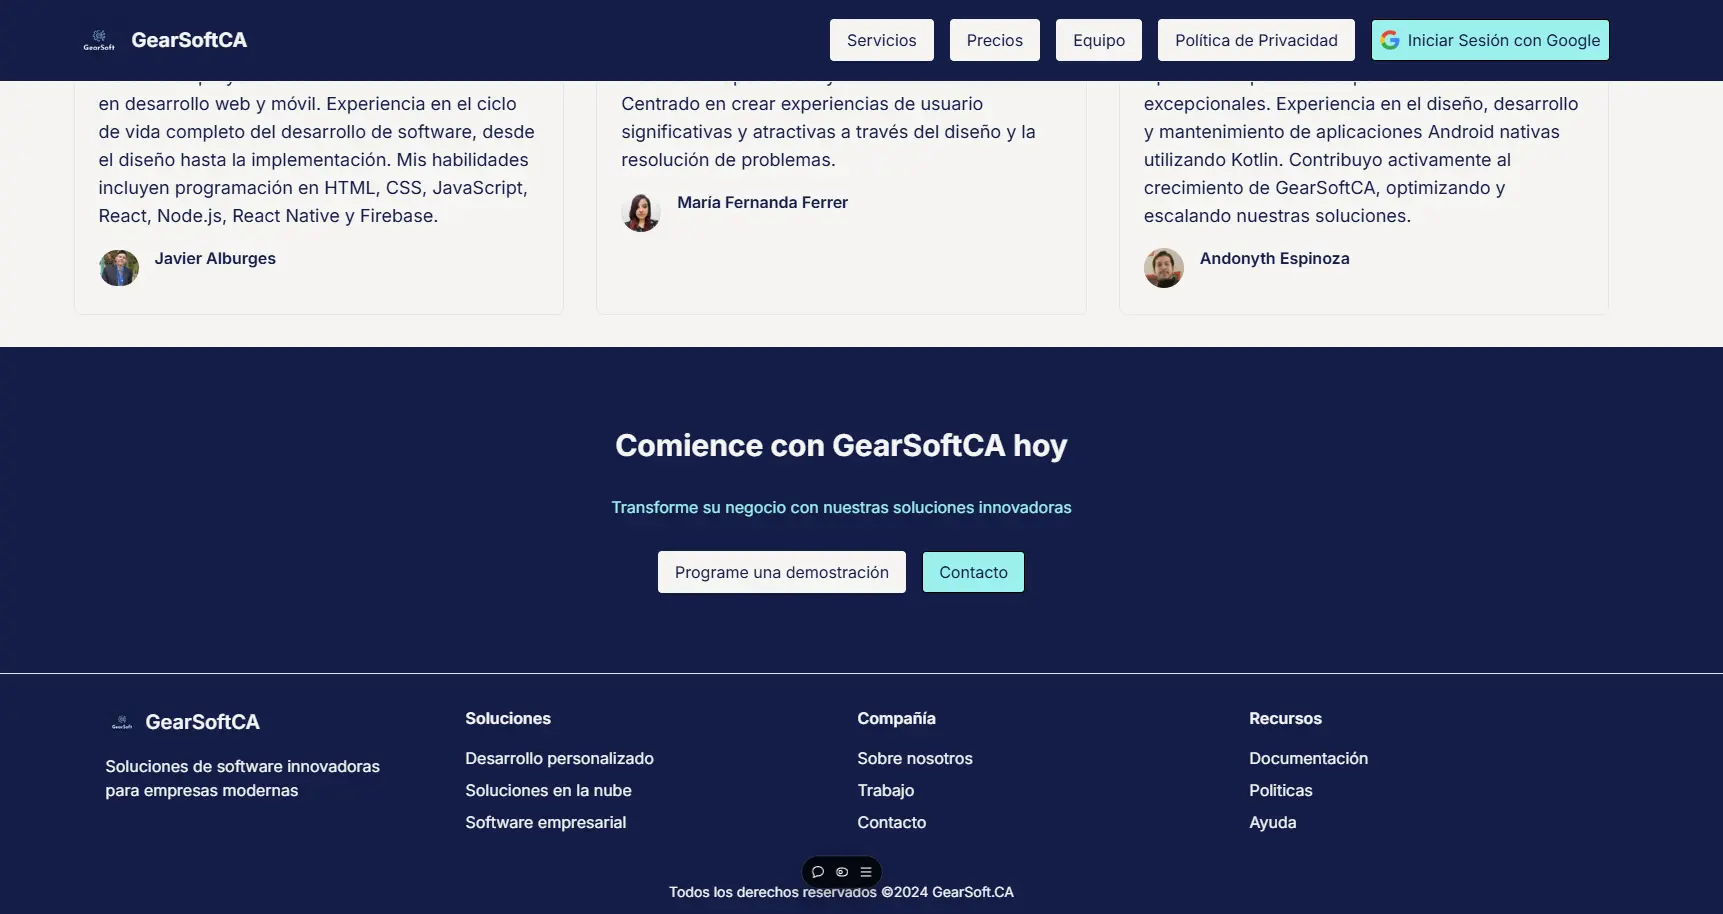 GearSoft
GearSoftCA
Servicios
Precios
Equipo
Política de Privacidad
Iniciar Sesión con Google
en desarrollo web y móvil. Experiencia en el ciclo
de vida completo del desarrollo de software, desde
el diseño hasta la implementación. Mis habilidades
incluyen programación en HTML, CSS, JavaScript,
React, Node.js, React Native y Firebase.
Javier Alburges
Centrado en crear experiencias de usuario
significativas y atractivas a través del diseño y la
resolución de problemas.
María Fernanda Ferrer
excepcionales. Experiencia en el diseño, desarrollo
y mantenimiento de aplicaciones Android nativas
utilizando Kotlin. Contribuyo activamente al
crecimiento de GearSoftCA, optimizando y
escalando nuestras soluciones.
Andonyth Espinoza
Comience con GearSoftCA hoy
Transforme su negocio con nuestras soluciones innovadoras
Programe una demostración
Contacto
GearSoft
GearSoftCA
Soluciones de software innovadoras
para empresas modernas
Soluciones
Desarrollo personalizado
Soluciones en la nube
Software empresarial
Compañía
Sobre nosotros
Trabajo
Contacto
Recursos
Documentación
Politicas
Ayuda
Todos los derechos reservados ©2024 GearSoft.CA